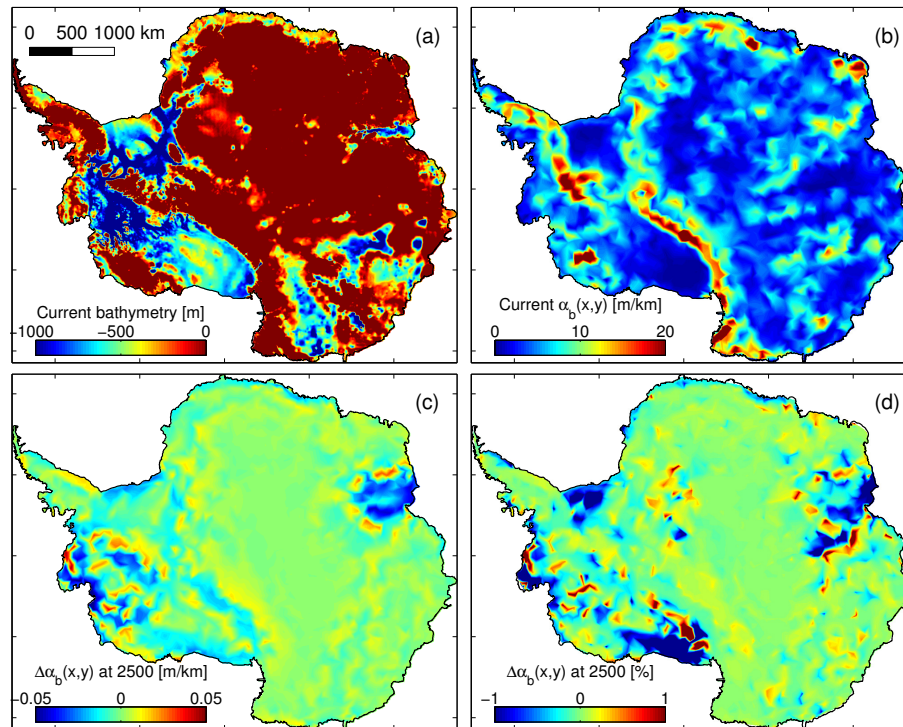 0 500 1000 km
(a)
Current bathymetry [m]
−1000 −500 0
(b)
Current α_b(x,y) [m/km]
0 10 20
(c)
Δα_b(x,y) at 2500 [m/km]
−0.05 0 0.05
(d)
Δα_b(x,y) at 2500 [%]
−1 0 1